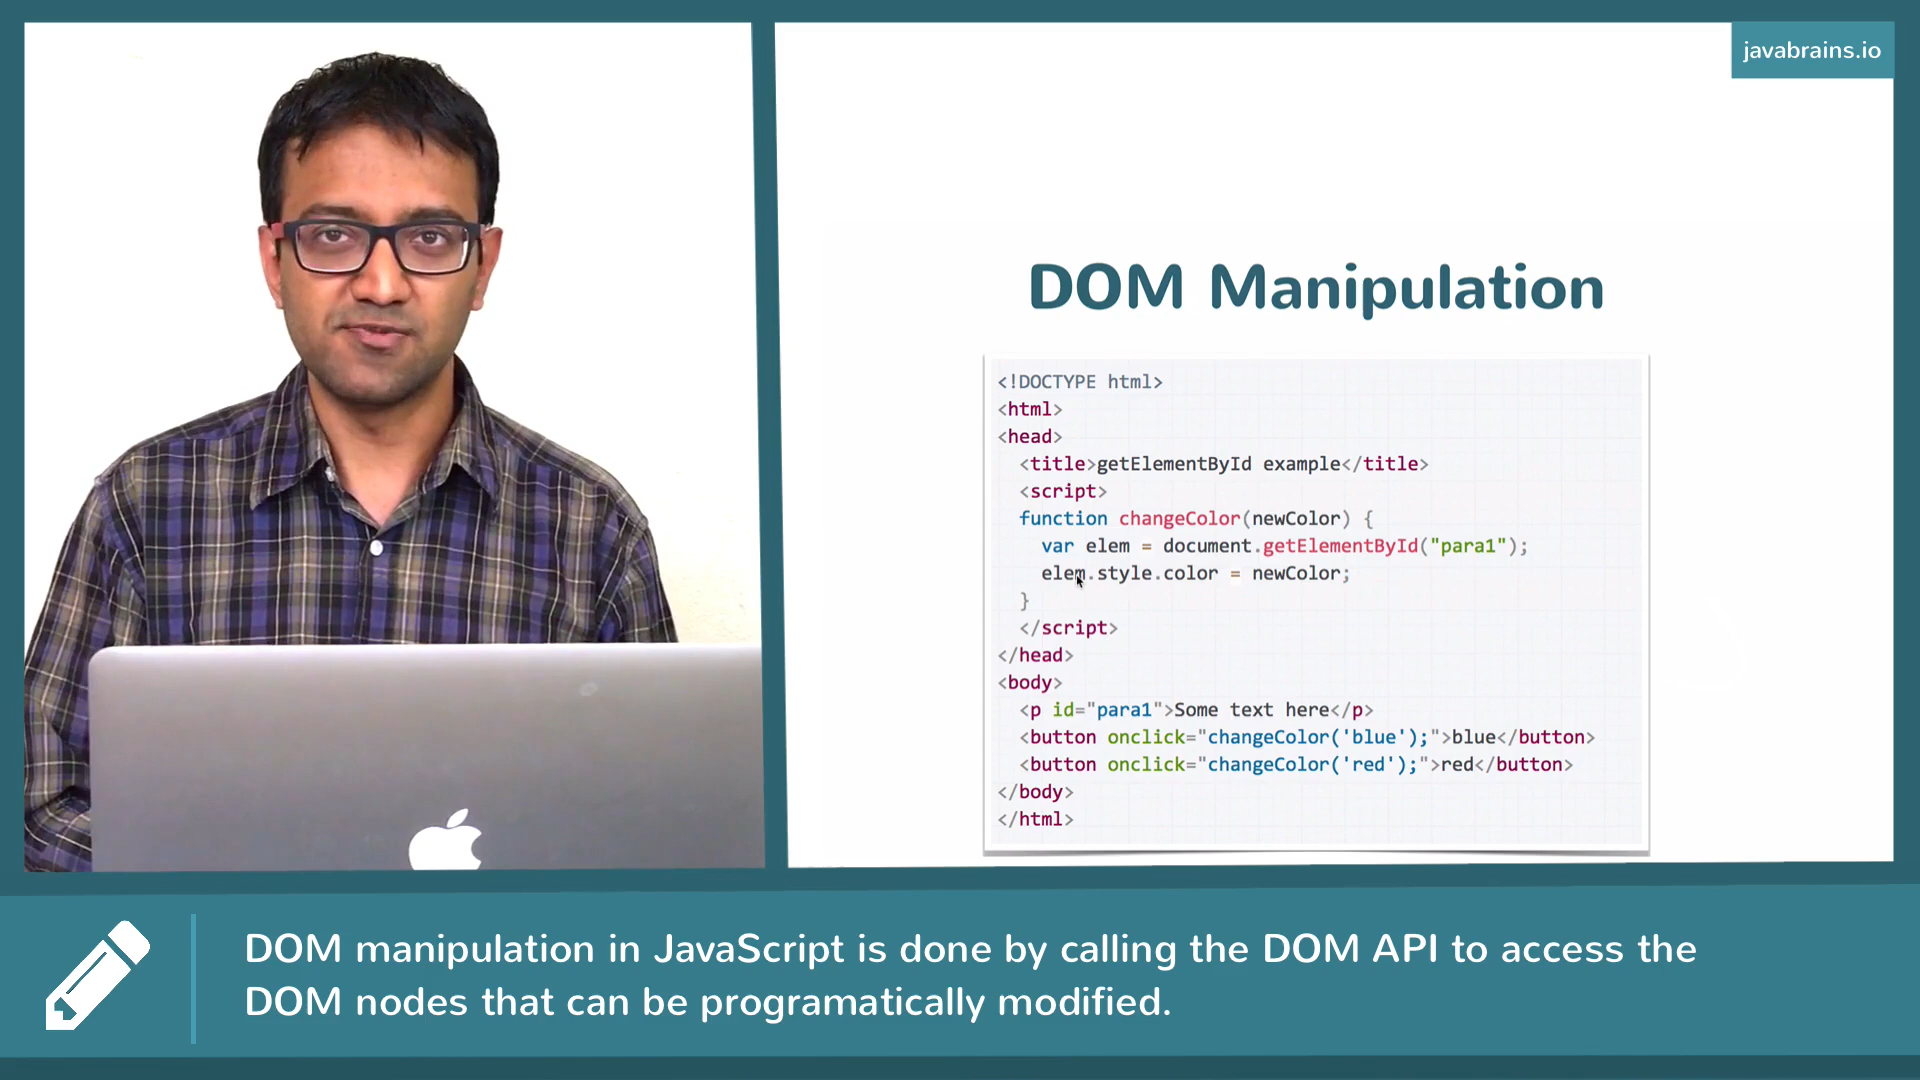 javabrains.io
DOM Manipulation
<!DOCTYPE html>
<html>
<head>
  <title>getElementById example</title>
  <script>
  function changeColor(newColor) {
    var elem = document.getElementById("para1");
    elem.style.color = newColor;
  }
  </script>
</head>
<body>
  <p id="para1">Some text here</p>
  <button onclick="changeColor('blue');">blue</button>
  <button onclick="changeColor('red');">red</button>
</body>
</html>
DOM manipulation in JavaScript is done by calling the DOM API to access the
DOM nodes that can be programatically modified.